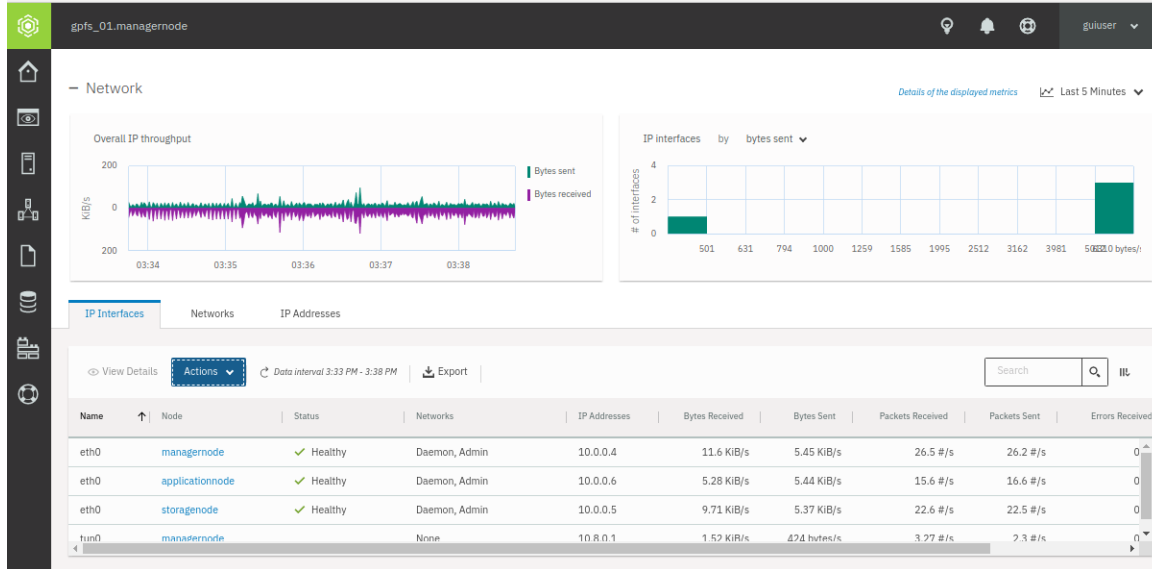 gpfs_01.managernode
guiuser
Network
Details of the displayed metrics
Last 5 Minutes
Overall IP throughput
200
0
200
KiB/s
03:34 03:35 03:36 03:37 03:38
Bytes sent
Bytes received
IP interfaces by bytes sent
# of interfaces
4
2
0
501 631 794 1000 1259 1585 1995 2512 3162 3981
IP Interfaces Networks IP Addresses
View Details Actions Data interval 3:33 PM - 3:38 PM Export Search
Name Node Status Networks IP Addresses Bytes Received Bytes Sent Packets Received Packets Sent Errors Received
eth0 managernode Healthy Daemon, Admin 10.0.0.4 11.6 KiB/s 5.45 KiB/s 26.5 #/s 26.2 #/s 0
eth0 applicationnode Healthy Daemon, Admin 10.0.0.6 5.28 KiB/s 5.44 KiB/s 15.6 #/s 16.6 #/s 0
eth0 storagenode Healthy Daemon, Admin 10.0.0.5 9.71 KiB/s 5.37 KiB/s 22.6 #/s 22.5 #/s 0
tun0 managernode None 10.8.0.1 1.52 KiB/s 424 bytes/s 3.27 #/s 2.3 #/s 0